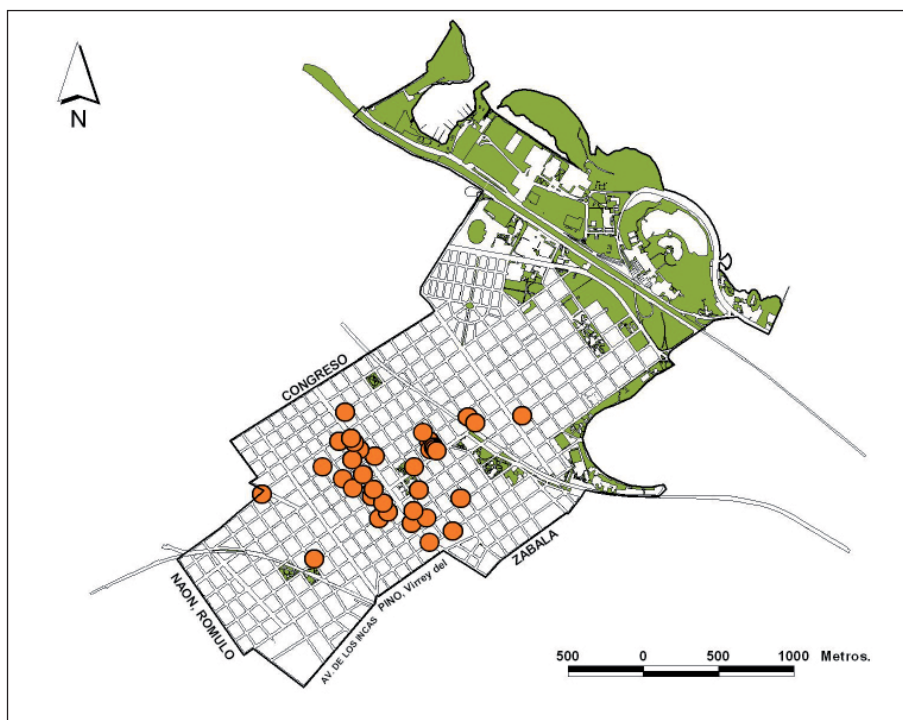 N
CONGRESO
ZABALA
PINO, Virrey del
NAON, ROMULO
AV. DE LOS INCAS
500 0 500 1000 Metros.